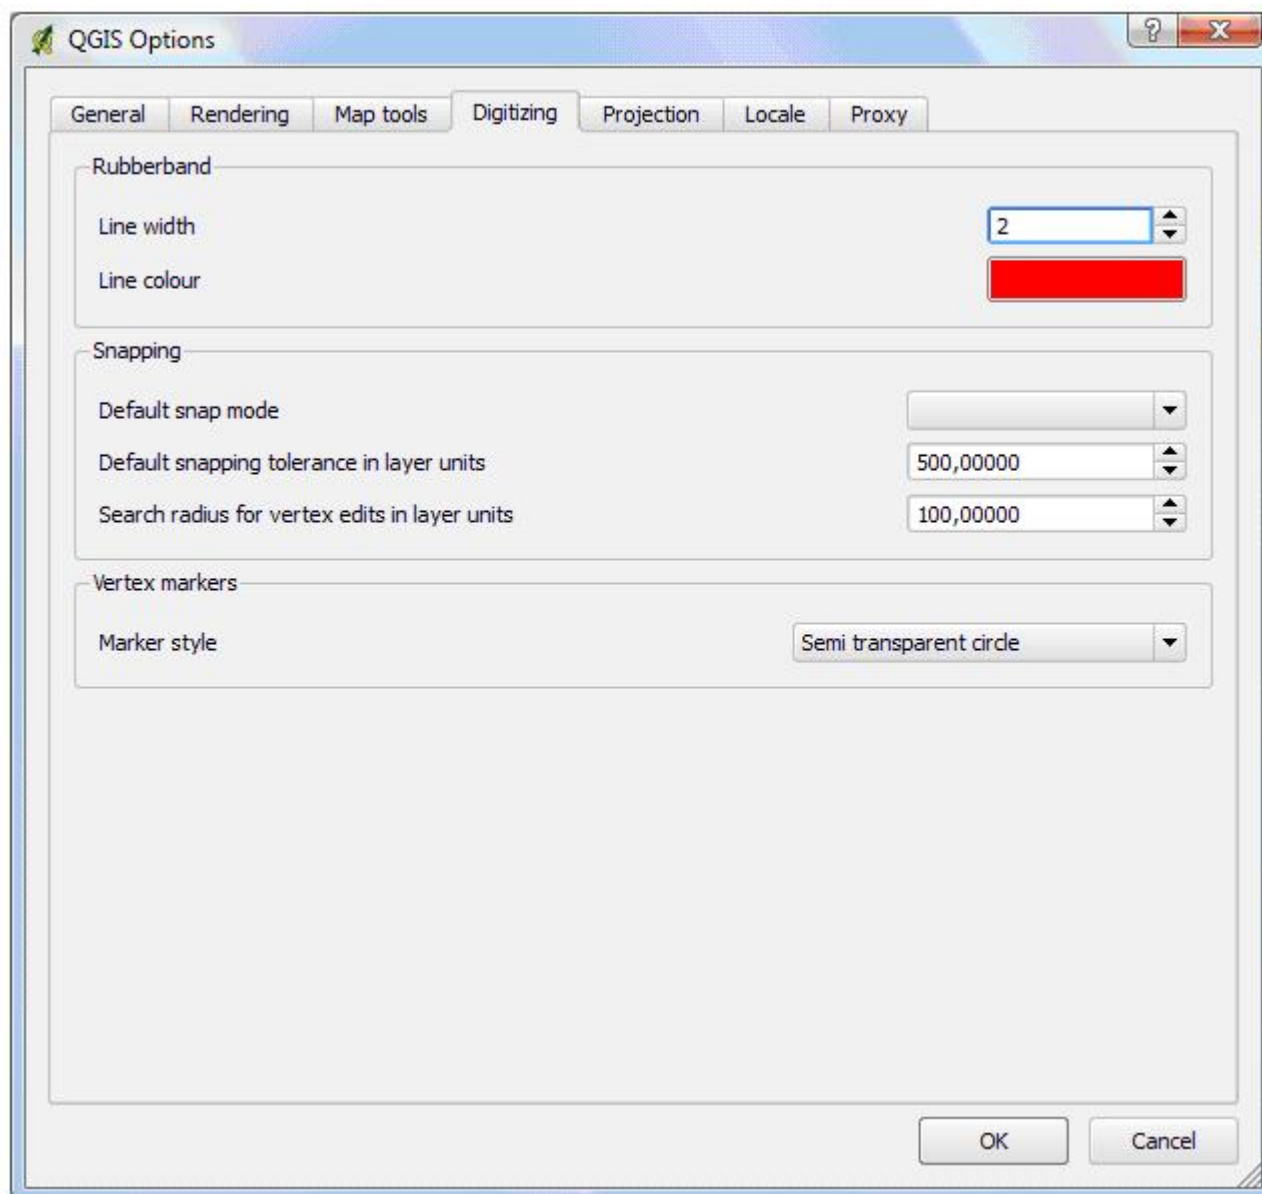 QGIS Options
General Rendering Map tools Digitizing Projection Locale Proxy
Rubberband
Line width 2
Line colour
Snapping
Default snap mode
Default snapping tolerance in layer units 500,00000
Search radius for vertex edits in layer units 100,00000
Vertex markers
Marker style Semi transparent circle
OK Cancel